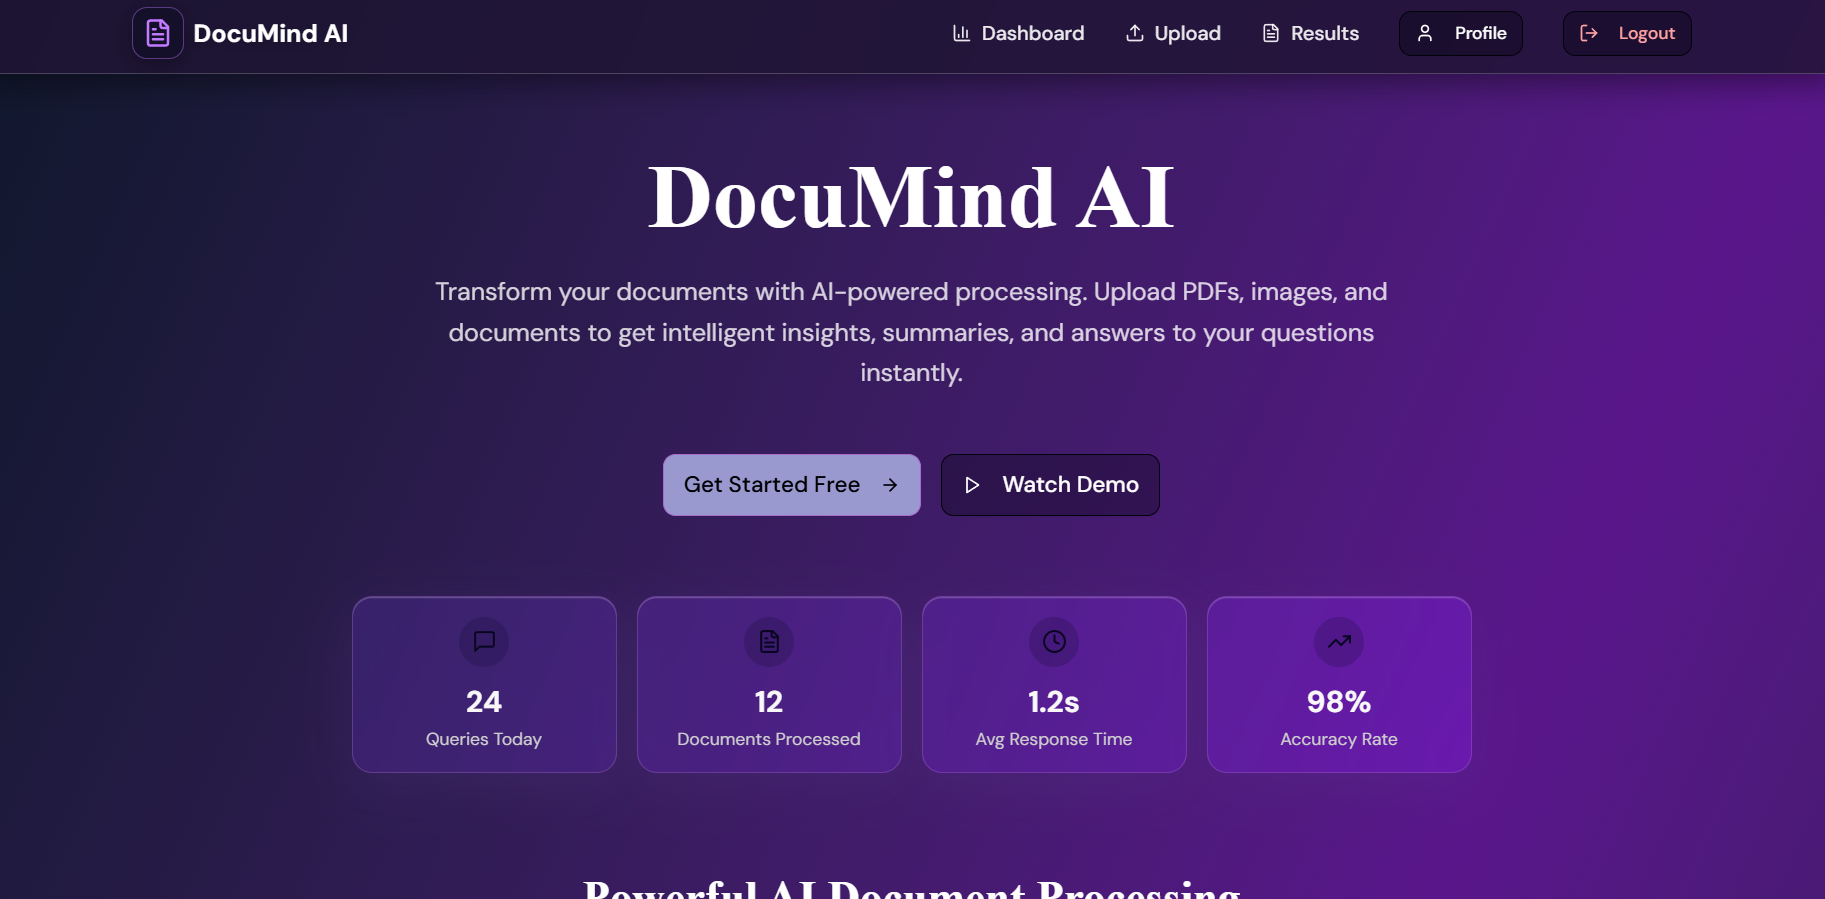 DocuMind AI
Dashboard
Upload
Results
Profile
Logout
DocuMind AI
Transform your documents with AI-powered processing. Upload PDFs, images, and
documents to get intelligent insights, summaries, and answers to your questions
instantly.
Get Started Free
Watch Demo
24
Queries Today
12
Documents Processed
1.2s
Avg Response Time
98%
Accuracy Rate
Powerful AI Document Processing